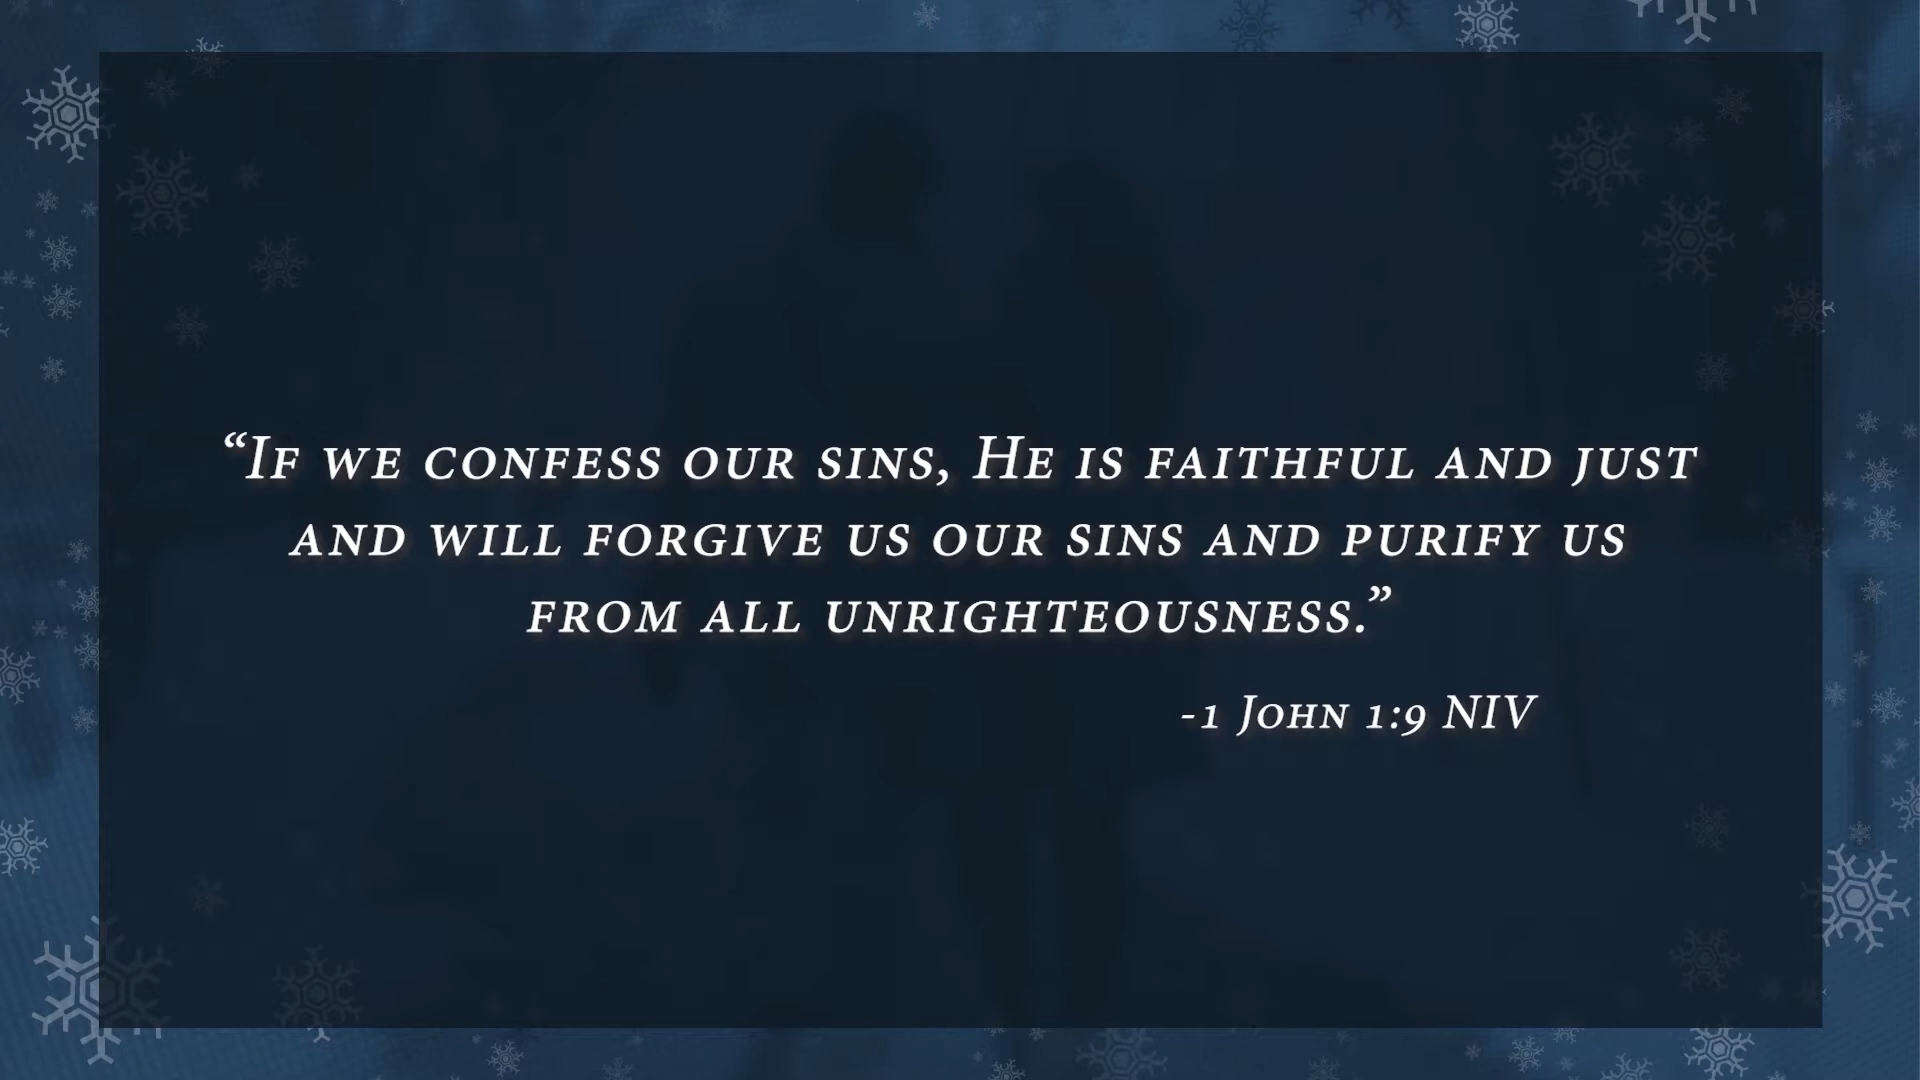 “If we confess our sins, He is faithful and just
and will forgive us our sins and purify us
from all unrighteousness.”
-1 John 1:9 NIV